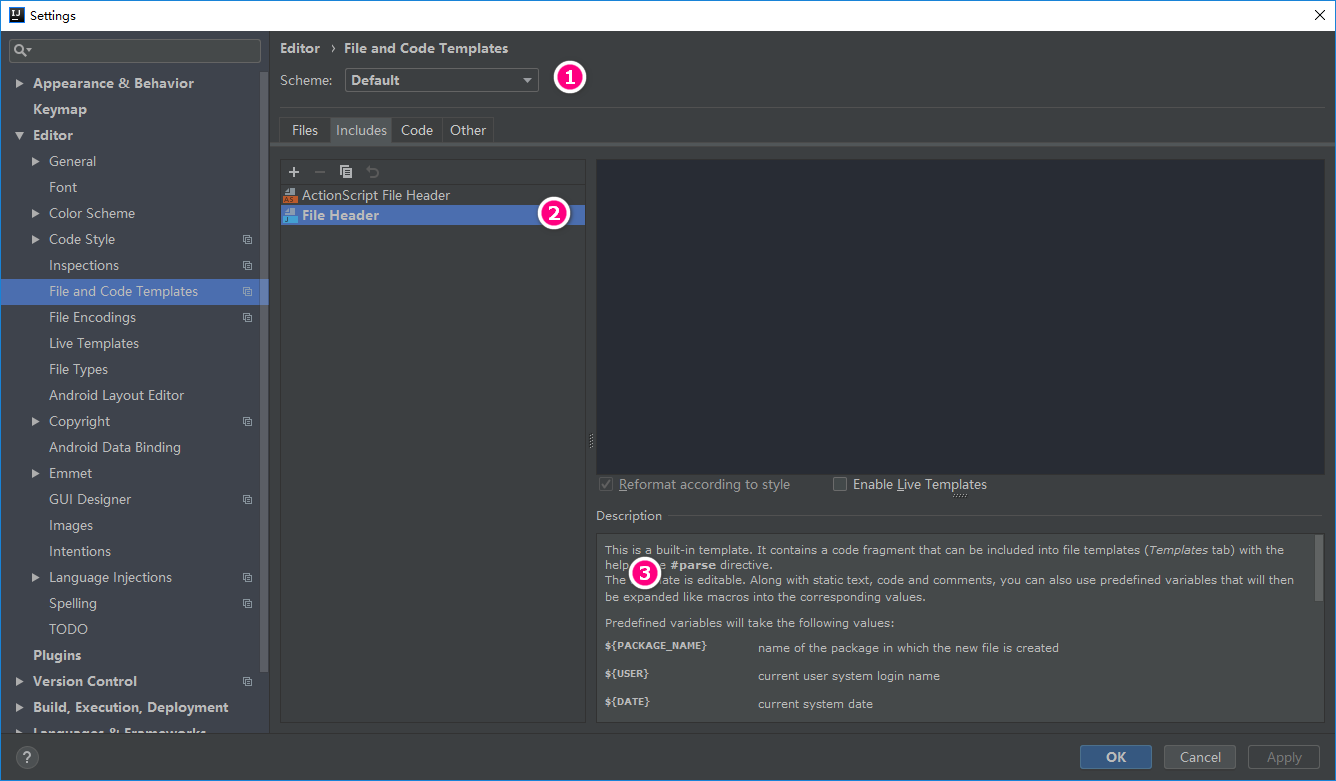 Settings
Appearance & Behavior
Keymap
Editor
General
Font
Color Scheme
Code Style
Inspections
File and Code Templates
File Encodings
Live Templates
File Types
Android Layout Editor
Copyright
Android Data Binding
Emmet
GUI Designer
Images
Intentions
Language Injections
Spelling
TODO
Plugins
Version Control
Build, Execution, Deployment
Languages & Frameworks
Editor › File and Code Templates
Scheme: Default 1
Files Includes Code Other
ActionScript File Header
File Header 2
Reformat according to style Enable Live Templates
Description
This is a built-in template. It contains a code fragment that can be included into file templates (Templates tab) with the
help #parse directive.
3
The is editable. Along with static text, code and comments, you can also use predefined variables that will then
be expanded like macros into the corresponding values.
Predefined variables will take the following values:
${PACKAGE_NAME} name of the package in which the new file is created
${USER} current user system login name
${DATE} current system date
? OK Cancel Apply